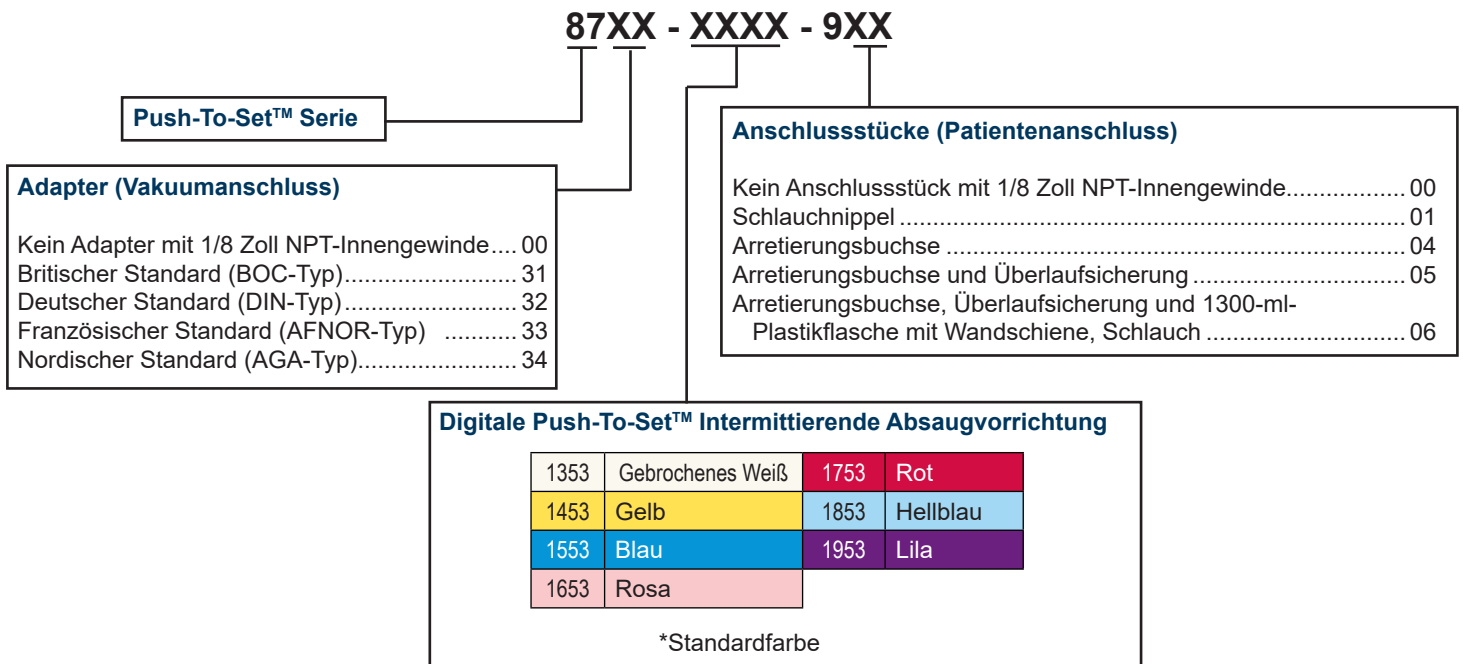 87XX - XXXX - 9XX
Push-To-Set™ Serie
Adapter (Vakuumanschluss)
Kein Adapter mit 1/8 Zoll NPT-Innengewinde.... 00
Britischer Standard (BOC-Typ)........................ 31
Deutscher Standard (DIN-Typ)........................ 32
Französischer Standard (AFNOR-Typ) ........... 33
Nordischer Standard (AGA-Typ)...................... 34
Anschlussstücke (Patientenanschluss)
Kein Anschlussstück mit 1/8 Zoll NPT-Innengewinde................. 00
Schlauchnippel ........................................................................ 01
Arretierungsbuchse .................................................................. 04
Arretierungsbuchse und Überlaufsicherung .............................. 05
Arretierungsbuchse, Überlaufsicherung und 1300-ml-
Plastikflasche mit Wandschiene, Schlauch ............................ 06
Digitale Push-To-Set™ Intermittierende Absaugvorrichtung
1353 Gebrochenes Weiß 1753 Rot
1453 Gelb 1853 Hellblau
1553 Blau 1953 Lila
1653 Rosa
*Standardfarbe